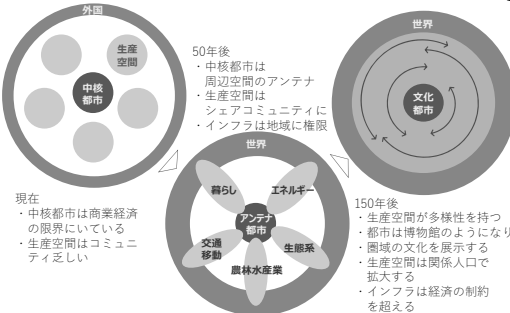 外国
生産
空間
中核
都市
現在
・中核都市は商業経済
の限界にいている
・生産空間はコミュニ
ティ乏しい
50年後
・中核都市は
周辺空間のアンテナ
・生産空間は
シェアコミュニティに
・インフラは地域に権限
世界
暮らし
エネルギー
アンテナ
都市
交通
移動
生態系
農林水産業
世界
文化
都市
150年後
・生産空間が多様性を持つ
・都市は博物館のようになり
・圏域の文化を展示する
・生産空間は関係人口で
拡大する
・インフラは経済の制約
を超える